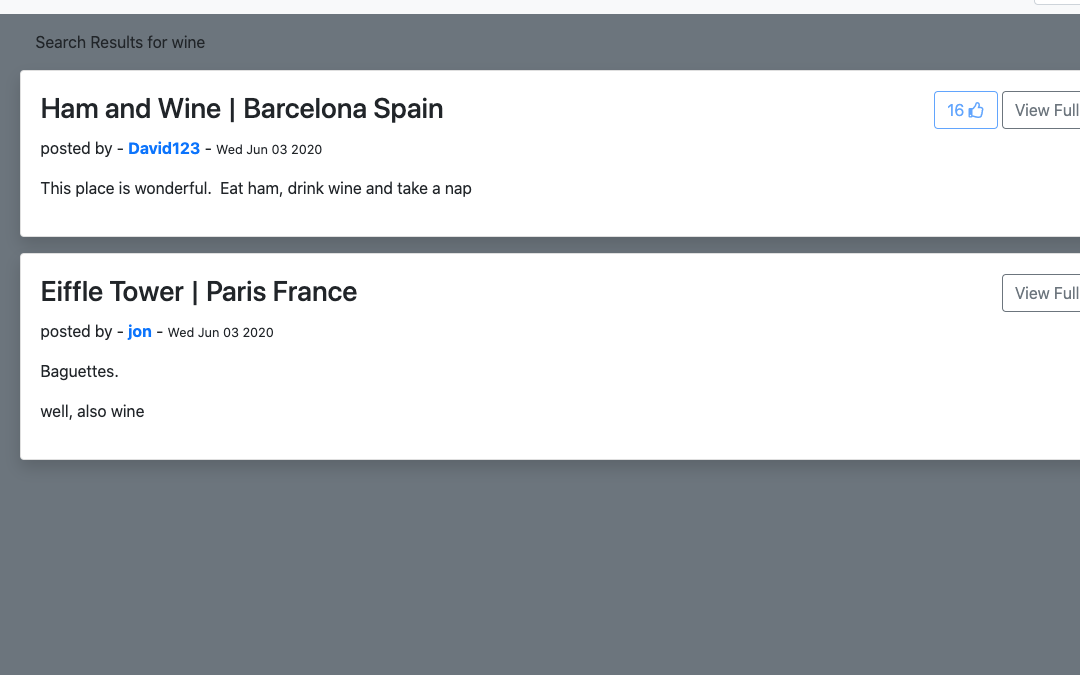 Search Results for wine
Ham and Wine | Barcelona Spain
16
View Full
posted by - David123 - Wed Jun 03 2020
This place is wonderful.  Eat ham, drink wine and take a nap
Eiffle Tower | Paris France
View Full
posted by - jon - Wed Jun 03 2020
Baguettes.
well, also wine